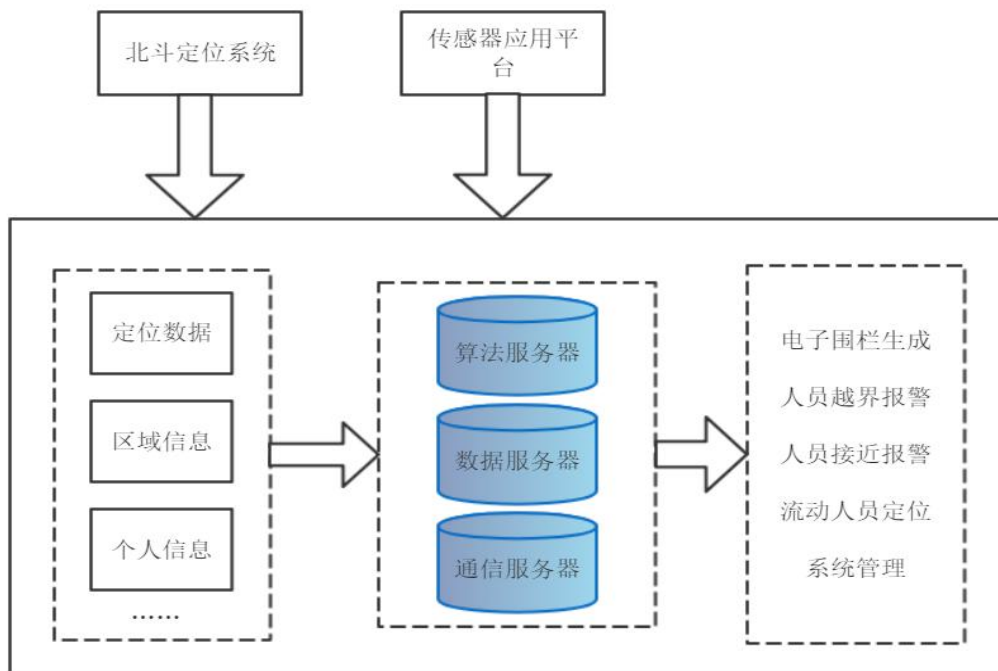 北斗定位系统
传感器应用平
台
定位数据
区域信息
个人信息
……
算法服务器
数据服务器
通信服务器
电子围栏生成
人员越界报警
人员接近报警
流动人员定位
系统管理